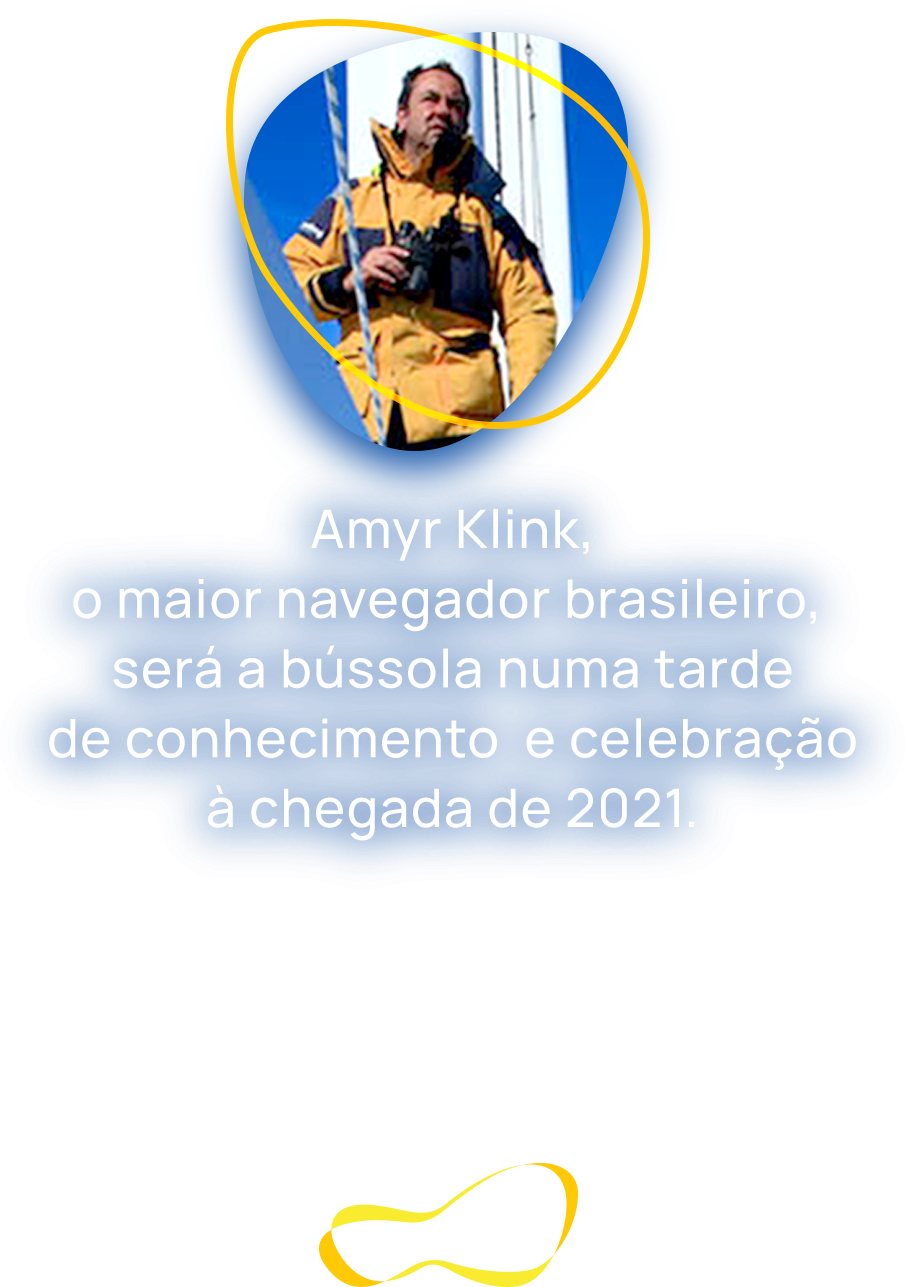 Amyr Klink,
o maior navegador brasileiro,
será a bússola numa tarde
de conhecimento e celebração
à chegada de 2021.